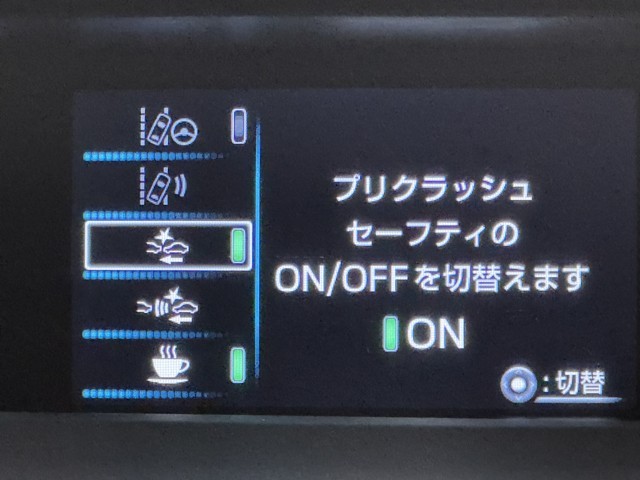 プリクラッシュ
セーフティの
ON/OFFを切替えます
ON
:切替